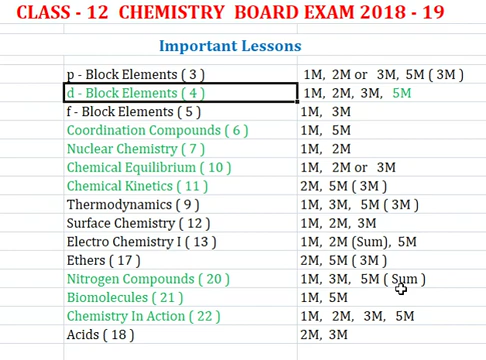 CLASS - 12 CHEMISTRY BOARD EXAM 2018 - 19
Important Lessons
p - Block Elements ( 3 ) 1M, 2M or 3M, 5M ( 3M )
d - Block Elements ( 4 ) 1M, 2M, 3M, 5M
f - Block Elements ( 5 ) 1M, 3M
Coordination Compounds ( 6 ) 1M, 5M
Nuclear Chemistry ( 7 ) 1M, 2M
Chemical Equilibrium ( 10 ) 1M, 2M or 3M
Chemical Kinetics ( 11 ) 2M, 5M ( 3M )
Thermodynamics ( 9 ) 1M, 3M, 5M ( 3M )
Surface Chemistry ( 12 ) 1M, 2M, 3M
Electro Chemistry I ( 13 ) 1M, 2M (Sum), 5M
Ethers ( 17 ) 2M, 5M ( 3M )
Nitrogen Compounds ( 20 ) 1M, 3M, 5M ( Sum )
Biomolecules ( 21 ) 1M, 5M
Chemistry In Action ( 22 ) 1M, 2M, 3M, 5M
Acids ( 18 ) 2M, 3M